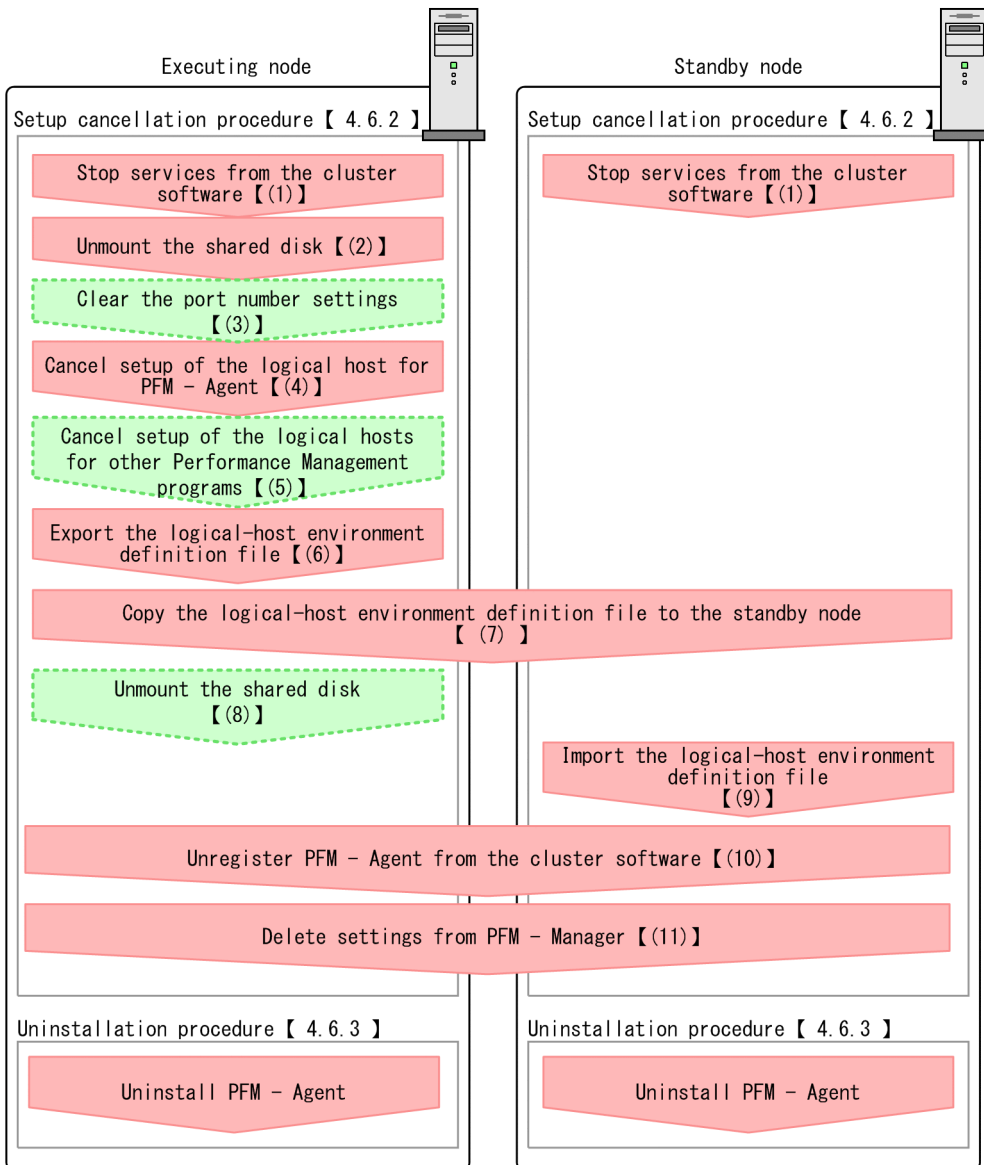 Executing node
Standby node
Setup cancellation procedure【 4.6.2 】
Setup cancellation procedure【 4.6.2 】
Stop services from the cluster
software【(1)】
Stop services from the cluster
software【(1)】
Unmount the shared disk【(2)】
Clear the port number settings
【(3)】
Cancel setup of the logical host for
PFM − Agent【(4)】
Cancel setup of the logical hosts
for other Performance Management
programs【(5)】
Export the logical-host environment
definition file【(6)】
Copy the logical-host environment definition file to the standby node
【 (7) 】
Unmount the shared disk
【(8)】
Import the logical-host environment
definition file
【(9)】
Unregister PFM − Agent from the cluster software【(10)】
Delete settings from PFM − Manager【(11)】
Uninstallation procedure【 4.6.3 】
Uninstallation procedure【 4.6.3 】
Uninstall PFM − Agent
Uninstall PFM − Agent